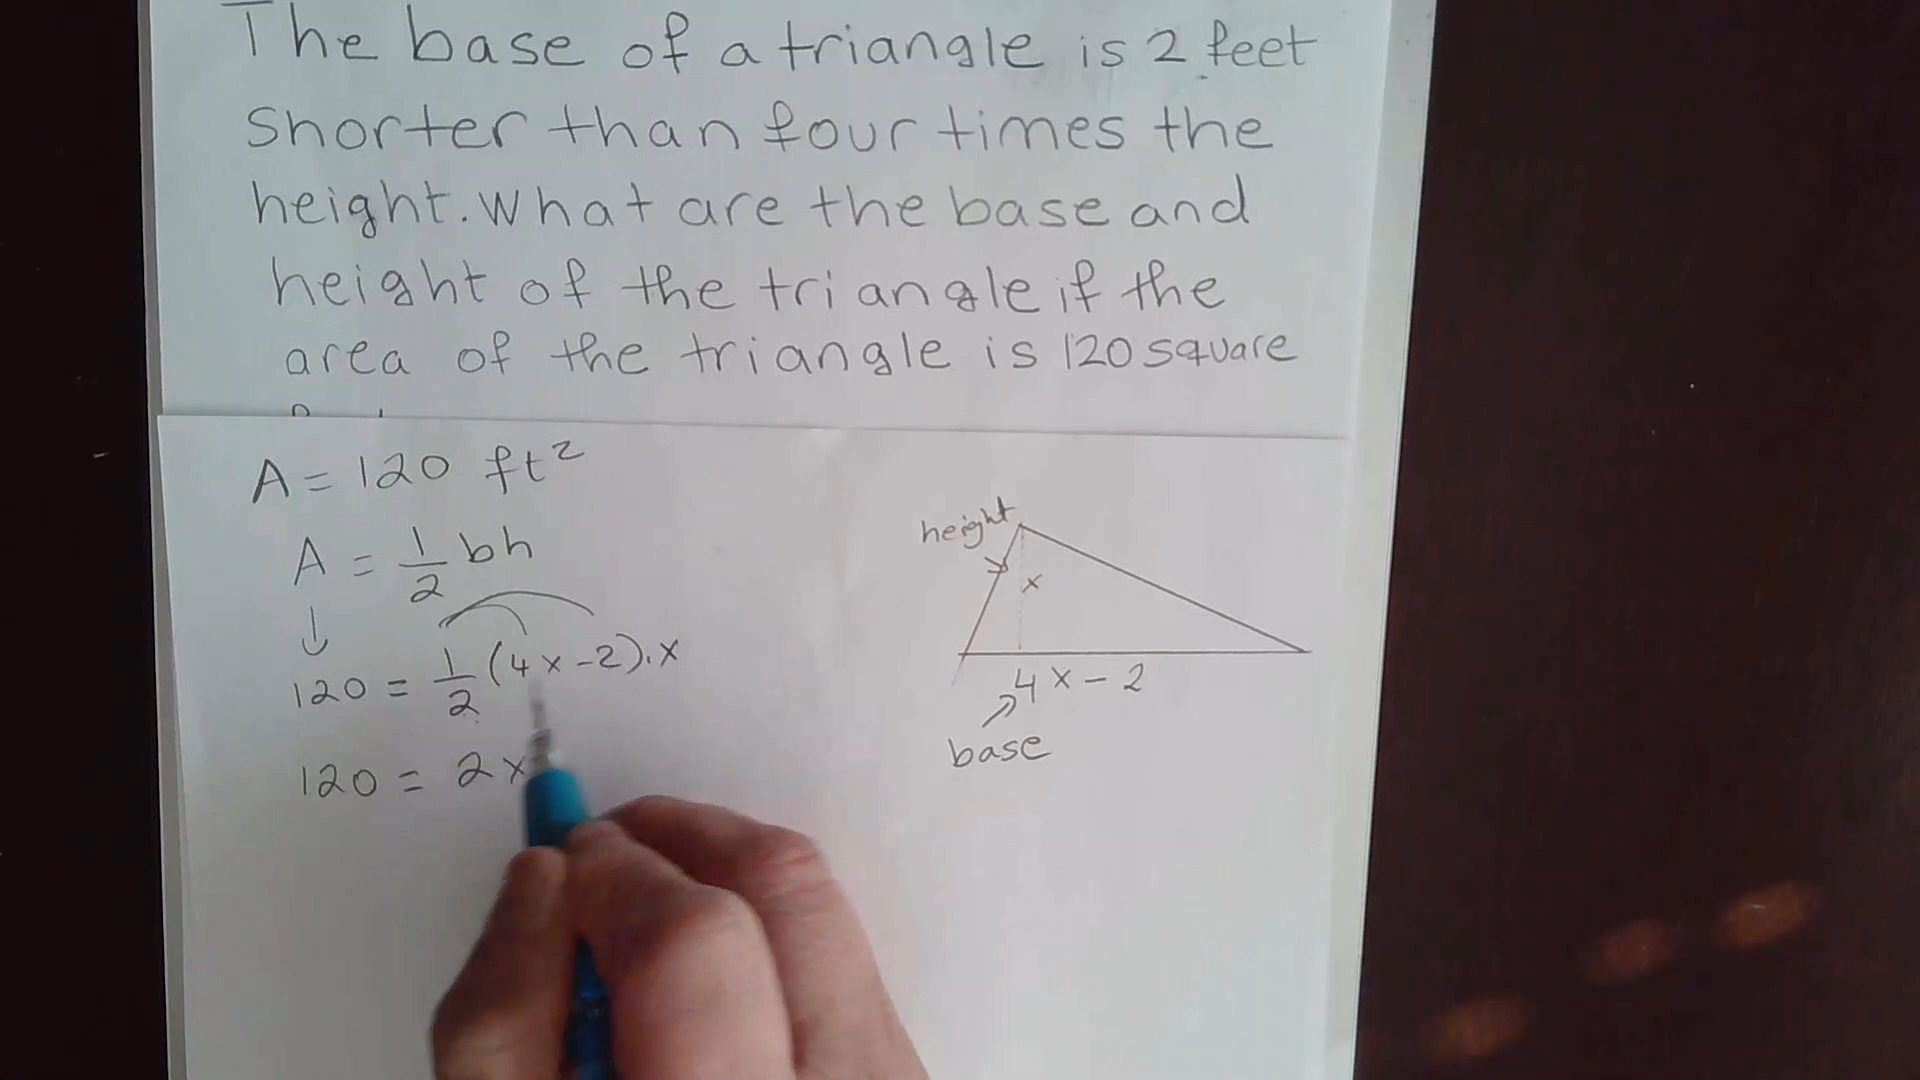 The base of a triangle is 2 feet
shorter than four times the
height. What are the base and
height of the triangle if the
area of the triangle is 120 square
A = 120 ft²
A = 1/2 bh
120 = 1/2 (4x-2).x
120 = 2x
height
x
4x-2
base